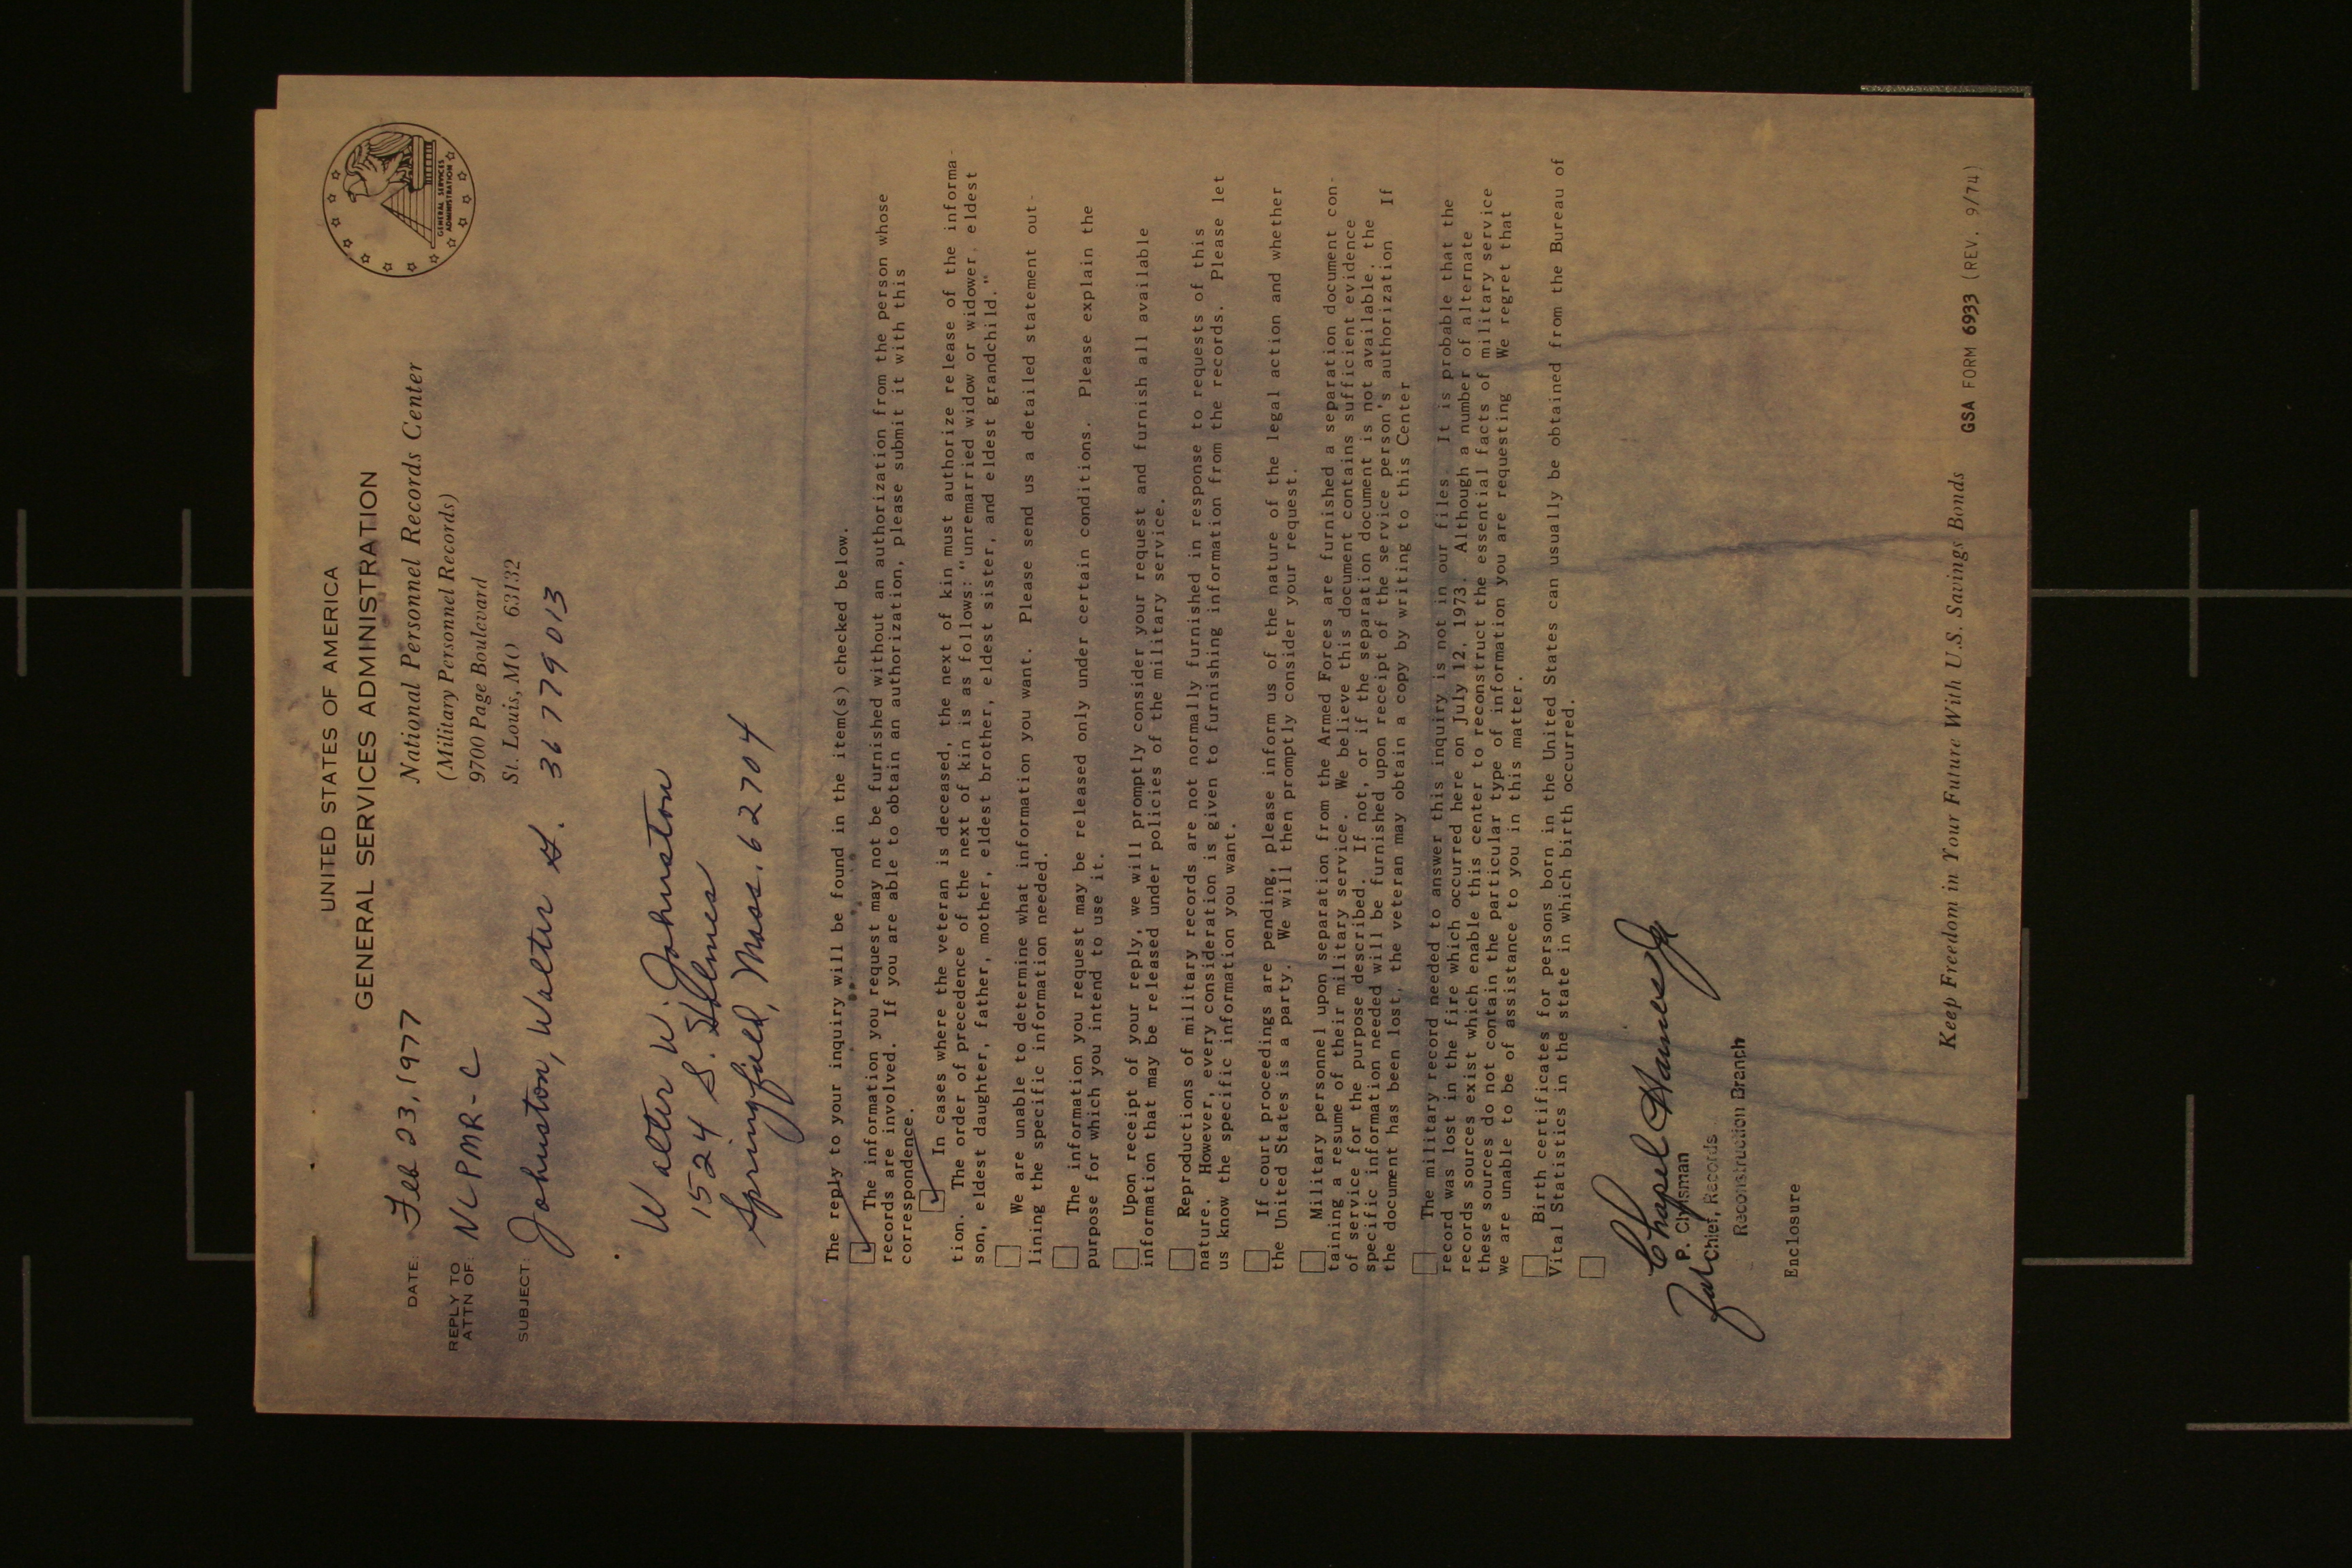 UNITED STATES OF AMERICA
GENERAL SERVICES ADMINISTRATION
National Personnel Records Center
(Military Personnel Records)
9700 Page Boulevard
St. Louis, MO 63132
GENERAL SERVICES
ADMINISTRATION
DATE: Feb 23, 1977
REPLY TO
ATTN OF: NCPMR-C
SUBJECT: Johnston, Walter H. 36779013
Walter W. Johnston
1524 S. Holmes
Springfield, Mass. 62704
The reply to your inquiry will be found in the item(s) checked below.
The information you request may not be furnished without an authorization from the person whose
records are involved. If you are able to obtain an authorization, please submit it with this
correspondence.
In cases where the veteran is deceased, the next of kin must authorize release of the informa-
tion. The order of precedence of the next of kin is as follows: "unremarried widow or widower, eldest
son, eldest daughter, father, mother, eldest brother, eldest sister, and eldest grandchild."
We are unable to determine what information you want. Please send us a detailed statement out-
lining the specific information needed.
The information you request may be released only under certain conditions. Please explain the
purpose for which you intend to use it.
Upon receipt of your reply, we will promptly consider your request and furnish all available
information that may be released under policies of the military service.
Reproductions of military records are not normally furnished in response to requests of this
nature. However, every consideration is given to furnishing information from the records. Please let
us know the specific information you want.
If court proceedings are pending, please inform us of the nature of the legal action and whether
the United States is a party. We will then promptly consider your request.
Military personnel upon separation from the Armed Forces are furnished a separation document con-
taining a resume of their military service. We believe this document contains sufficient evidence
of service for the purpose described. If not, or if the separation document is not available, the
specific information needed will be furnished upon receipt of the service person's authorization If
the document has been lost, the veteran may obtain a copy by writing to this Center
The military record needed to answer this inquiry is not in our files. It is probable that the
record was lost in the fire which occurred here on July 12, 1973. Although a number of alternate
records sources exist which enable this center to reconstruct the essential facts of military service
these sources do not contain the particular type of information you are requesting We regret that
we are unable to be of assistance to you in this matter.
Birth certificates for persons born in the United States can usually be obtained from the Bureau of
Vital Statistics in the state in which birth occurred.
for
Chief, Records
Reconstruction Branch
Enclosure
Keep Freedom in Your Future With U.S. Savings Bonds
GSA FORM 6933 (REV. 9/74)